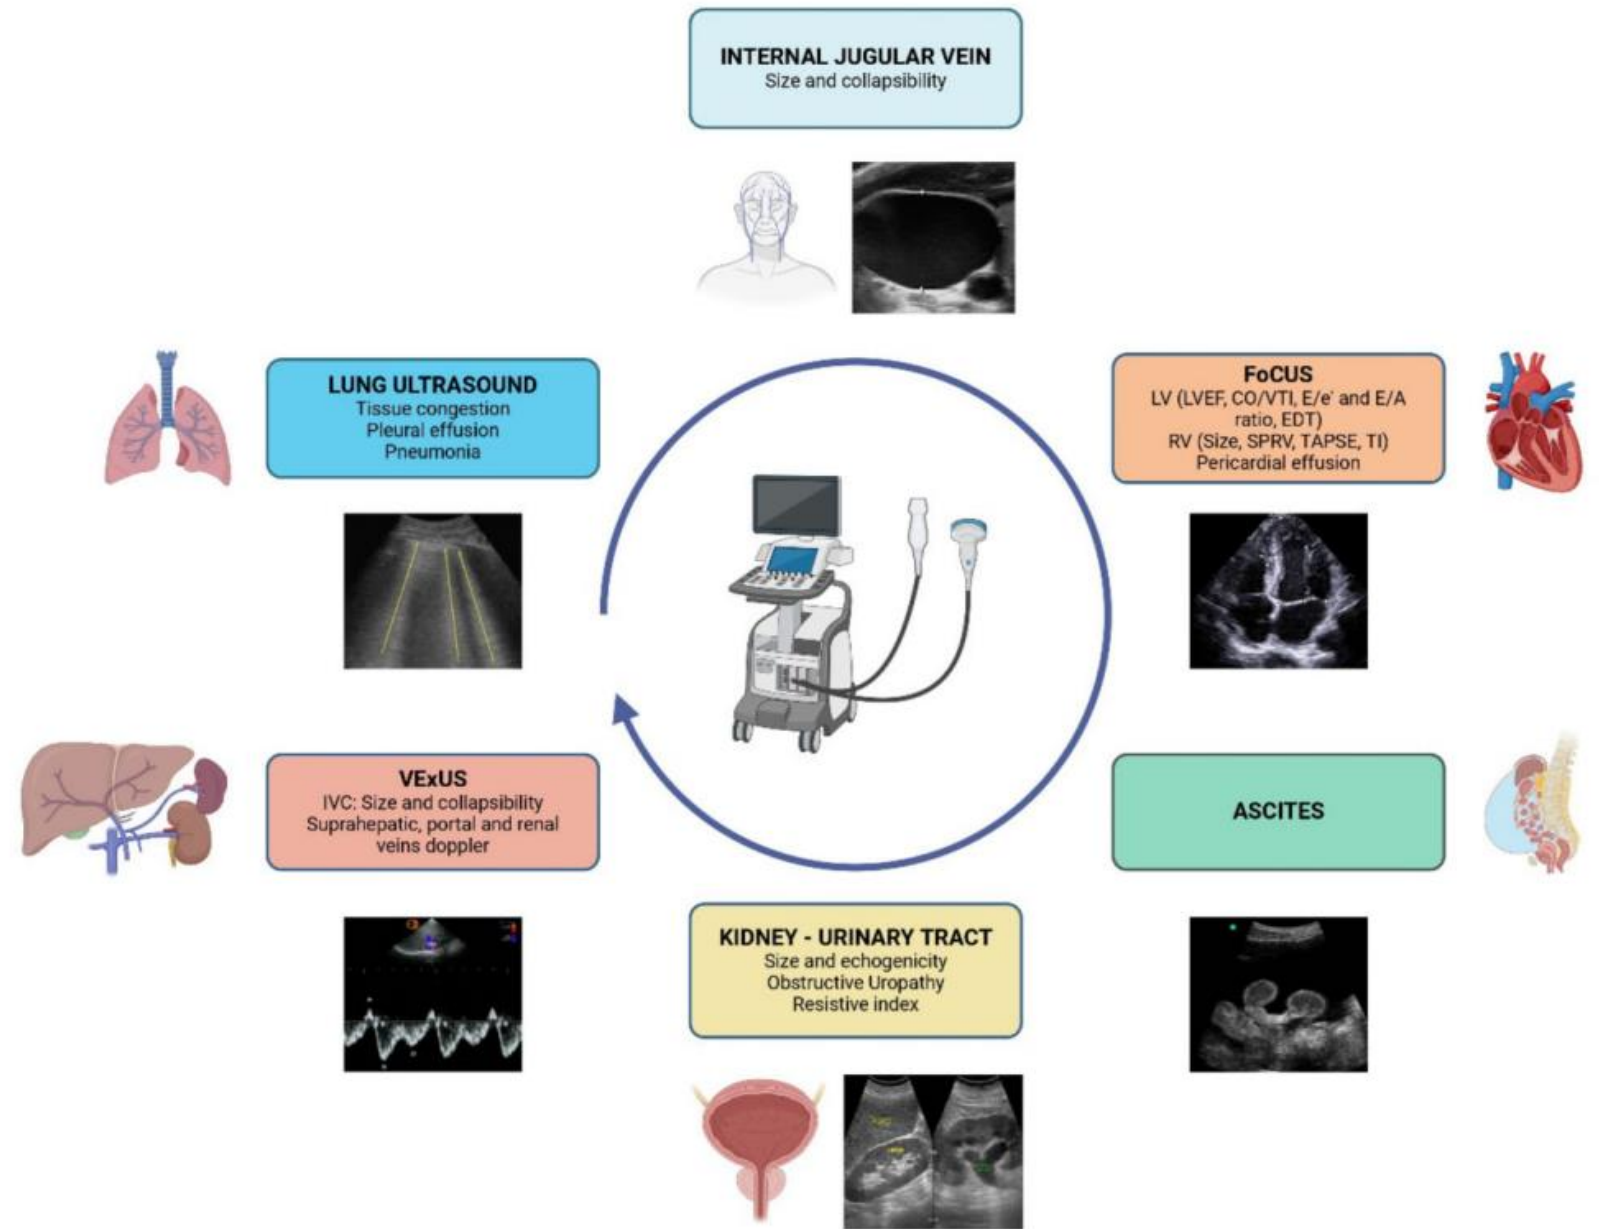 INTERNAL JUGULAR VEIN
Size and collapsibility
LUNG ULTRASOUND
Tissue congestion
Pleural effusion
Pneumonia
FoCUS
LV (LVEF, CO/VTI, E/e' and E/A
ratio, EDT)
RV (Size, SPRV, TAPSE, TI)
Pericardial effusion
VExUS
IVC: Size and collapsibility
Suprahepatic, portal and renal
veins doppler
ASCITES
KIDNEY - URINARY TRACT
Size and echogenicity
Obstructive Uropathy
Resistive index